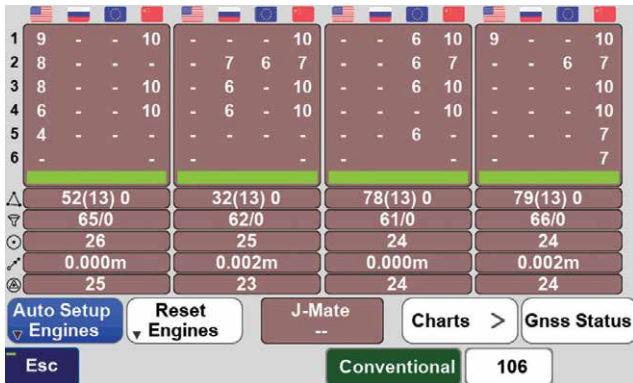 1 9 - - 10 - - - 10 - - 6 10 9 - - 10
2 8 - - - - 7 6 7 - - 6 7 - - 6 7
3 8 - - 10 - 6 - 10 - - 6 10 - - - 10
4 6 - - 10 - 6 - 10 - - - 10 - - - 10
5 4 - - - - - - - - - 6 - - - - 7
6 - - - - - - - 7
52(13) 0 32(13) 0 78(13) 0 79(13) 0
65/0 62/0 61/0 66/0
26 25 24 24
0.000m 0.002m 0.000m 0.002m
25 23 24 24
Auto Setup Engines
Reset Engines
J-Mate
--
Charts >
Gnss Status
Esc
Conventional
106